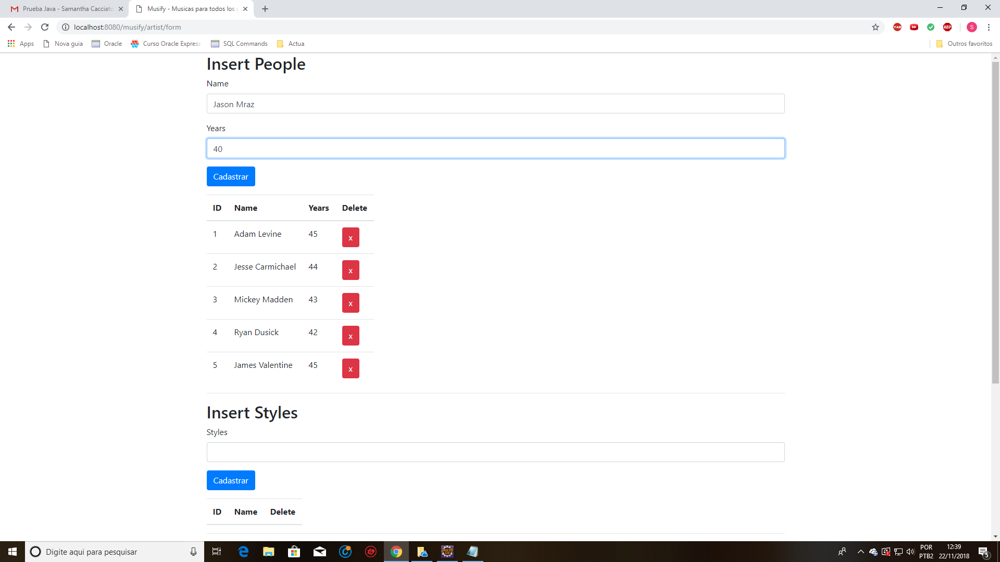 Prueba Java - Samantha Cacciato
Musify - Musicas para todos los
localhost:8080/musify/artist/form
YAB
ABP
S
Apps
Nova guia
Oracle
Curso Oracle Express
SQL Commands
Actua
Outros favoritos
Insert People
Name
Jason Mraz
Years
40
Cadastrar
ID Name Years Delete
1 Adam Levine 45 x
2 Jesse Carmichael 44 x
3 Mickey Madden 43 x
4 Ryan Dusick 42 x
5 James Valentine 45 x
Insert Styles
Styles
Cadastrar
ID Name Delete
Digite aqui para pesquisar
POR
PTB2
12:39
22/11/2018
5